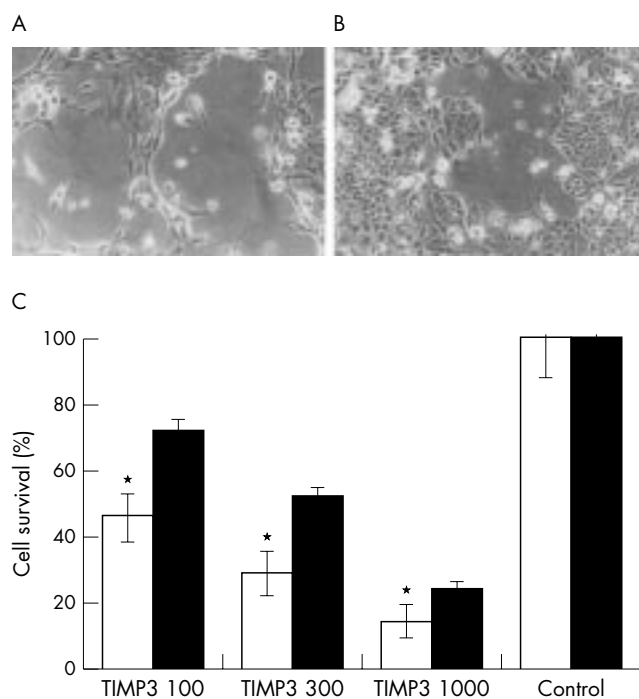 A
B
C
Cell survival (%)
100
80
60
40
20
0
★
★
★
TIMP3 100
TIMP3 300
TIMP3 1000
Control